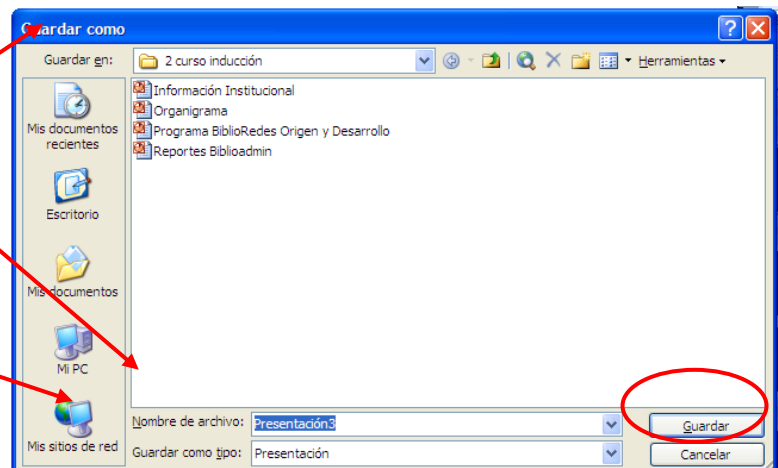 Guardar como
Guardar en: 2 curso inducción Herramientas
Mis documentos recientes
Escritorio
Mis documentos
Mi PC
Mis sitios de red
Información Institucional
Organigrama
Programa BiblioRedes Origen y Desarrollo
Reportes Biblioadmin
Nombre de archivo: Presentación3 Guardar
Guardar como tipo: Presentación Cancelar